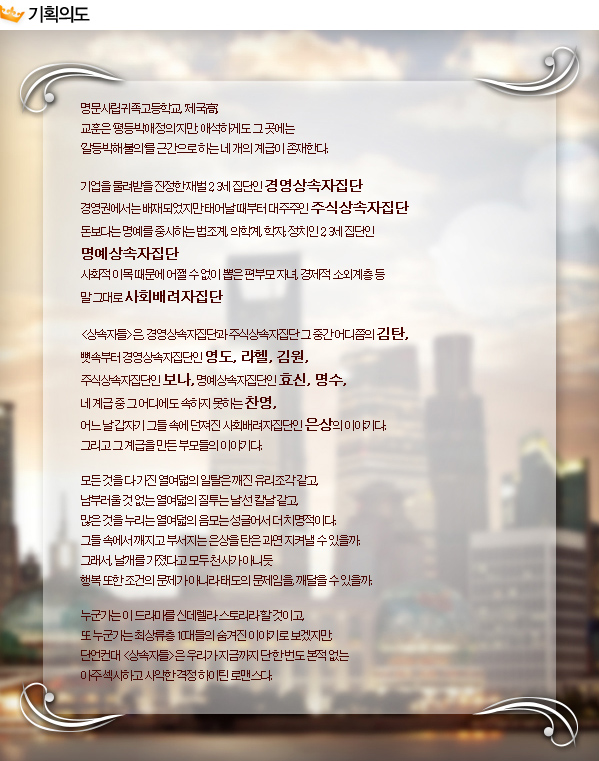 기획의도
명문사립귀족고등학교, 제국高!
교훈은 평등박애정의지만 애석하게도 그 곳에는
갈등박해불의를 근간으로 하는 네 개의 계급이 존재한다.
기업을 물려받을 진정한 재벌 2, 3세 집단인 경영상속자집단
경영권에서는 배제되었지만 태어날 때부터 대주주인 주식상속자집단
돈보다는 명예를 중시하는 법조계, 의학계, 학자, 정치인 2, 3세 집단인
명예상속자집단
사회적 이목 때문에 어쩔 수 없이 뽑은 편부모 자녀, 경제적 소외계층 등
말 그대로 사회배려자집단
<상속자들>은 경영상속자집단과 주식상속자집단 그 중간 어디쯤의 김탄,
뼛속부터 경영상속자집단인 영도, 라헬, 김원,
주식상속자집단인 보나, 명예상속자집단인 효신, 명수,
네 계급 중 그 어디에도 속하지 못하는 찬영,
어느 날 갑자기 그들 속에 던져진 사회배려자집단인 은상의 이야기다.
그리고 그 계급을 만든 부모들의 이야기다.
모든 것을 다 가진 열여덟의 일탈은 깨진 유리조각 같고,
남부러울 것 없는 열여덟의 질투는 날 선 칼날 같고,
많은 것을 누리는 열여덟의 음모는 성글어서 더 치명적이다.
그들 속에서 깨지고 부서지는 은상을 탄은 과연 지켜낼 수 있을까.
그래서, 날개를 가졌다고 모두 천사가 아니듯
행복 또한 조건의 문제가 아니라 태도의 문제임을, 깨달을 수 있을까.
누군가는 이 드라마를 신데렐라 스토리라 할 것이고,
또 누군가는 최상류층 10대들의 숨겨진 이야기로 보겠지만
단언컨대 <상속자들>은 우리가 지금까지 단 한 번도 본적 없는
아주 섹시하고 사악한 격정 하이틴 로맨스다.